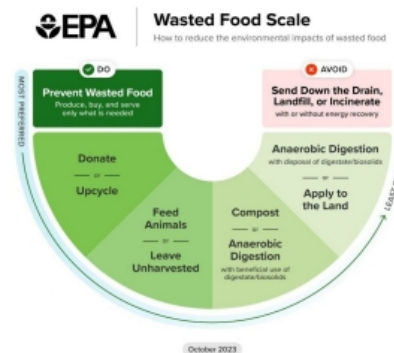 EPA
Wasted Food Scale
How to reduce the environmental impacts of wasted food
DO
Prevent Wasted Food
Produce, buy, and serve
only what is needed
AVOID
Send Down the Drain,
Landfill, or Incinerate
with or without energy recovery
MOST PREFERRED
Donate
or
Upcycle
Feed
Animals
or
Leave
Unharvested
Compost
or
Anaerobic
Digestion
with beneficial use of
digestate/biosolids
Anaerobic Digestion
with disposal of digestate/biosolids
or
Apply to
the Land
LEAST
October 2023